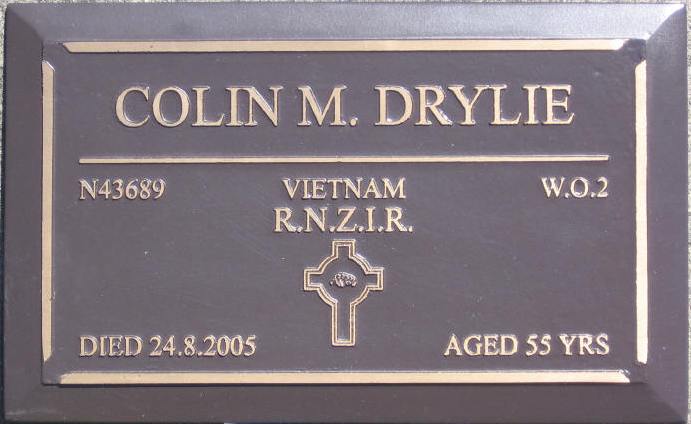 COLIN M. DRYLIE
N43689 VIETNAM W.O.2
R.N.Z.I.R.
DIED 24.8.2005 AGED 55 YRS